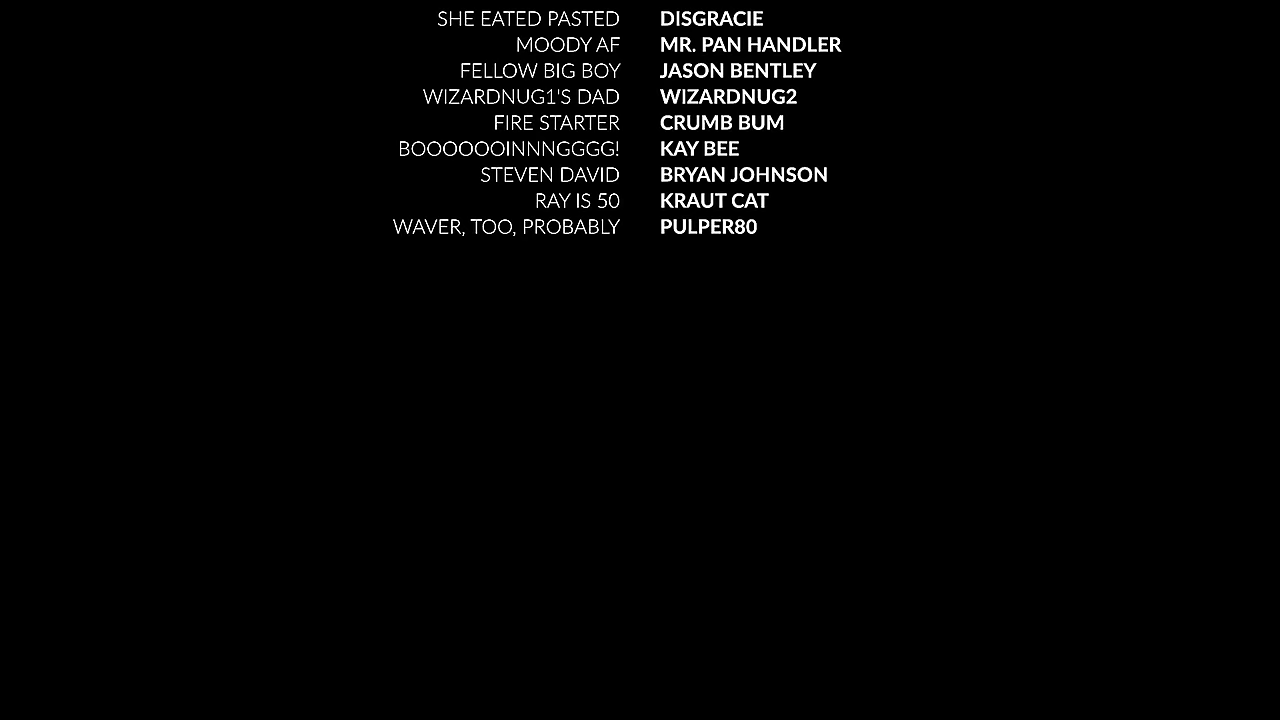 SHE EATED PASTED DISGRACIE
MOODY AF MR. PAN HANDLER
FELLOW BIG BOY JASON BENTLEY
WIZARDNUG1'S DAD WIZARDNUG2
FIRE STARTER CRUMB BUM
BOOOOOOINNNGGGG! KAY BEE
STEVEN DAVID BRYAN JOHNSON
RAY IS 50 KRAUT CAT
WAVER, TOO, PROBABLY PULPER80